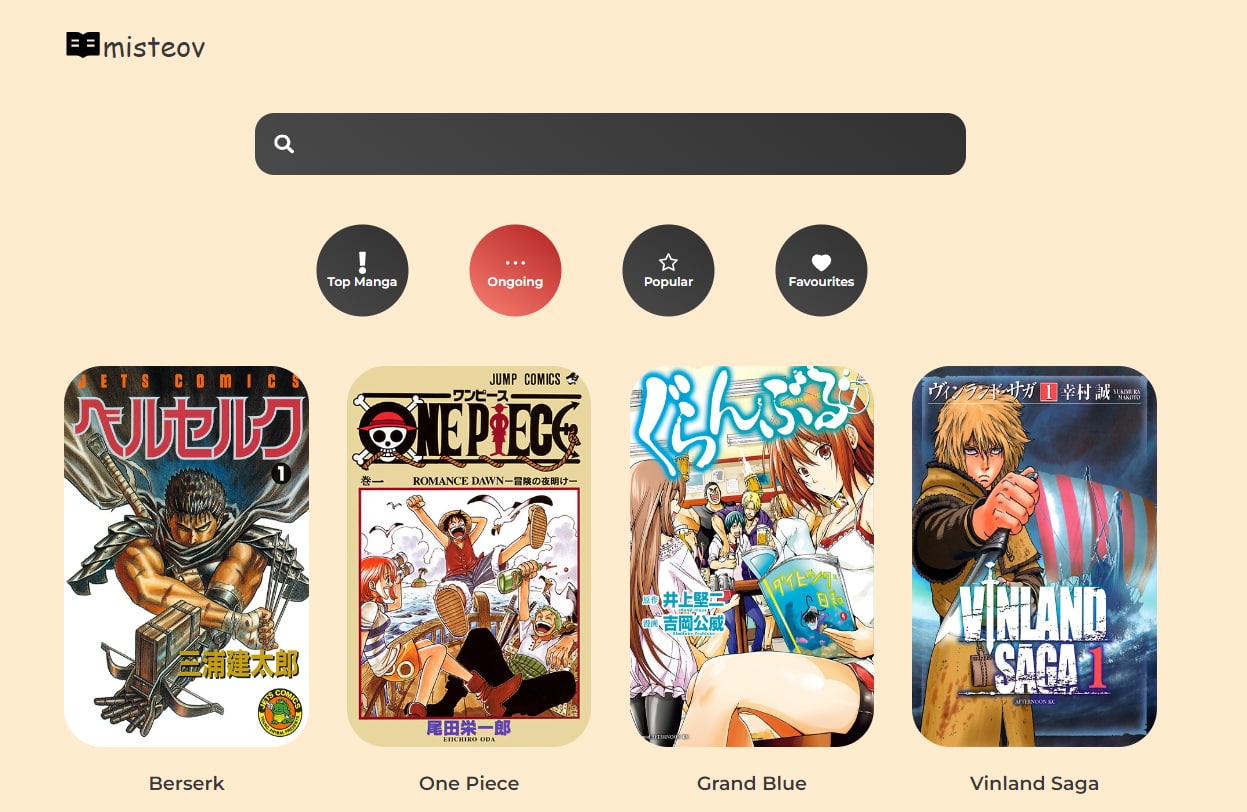 misteov
Top Manga
Ongoing
Popular
Favourites
JETS COMICS
ベルセルク
1
三浦建太郎
JETS COMICS
JUMP COMICS
ワンピース
ONE PIECE
巻一
ROMANCE DAWN ー冒険の夜明けー
尾田栄一郎
EIICHIRO ODA
ぐらんぶる
1
ダイビング
日和
原作 井上堅二
漫画 吉岡公威
AFTERNOON KC
ヴィンランド・サガ 1 幸村誠 YUKIMURA MAKOTO
VINLAND
SAGA 1
AFTERNOON KC
Berserk
One Piece
Grand Blue
Vinland Saga